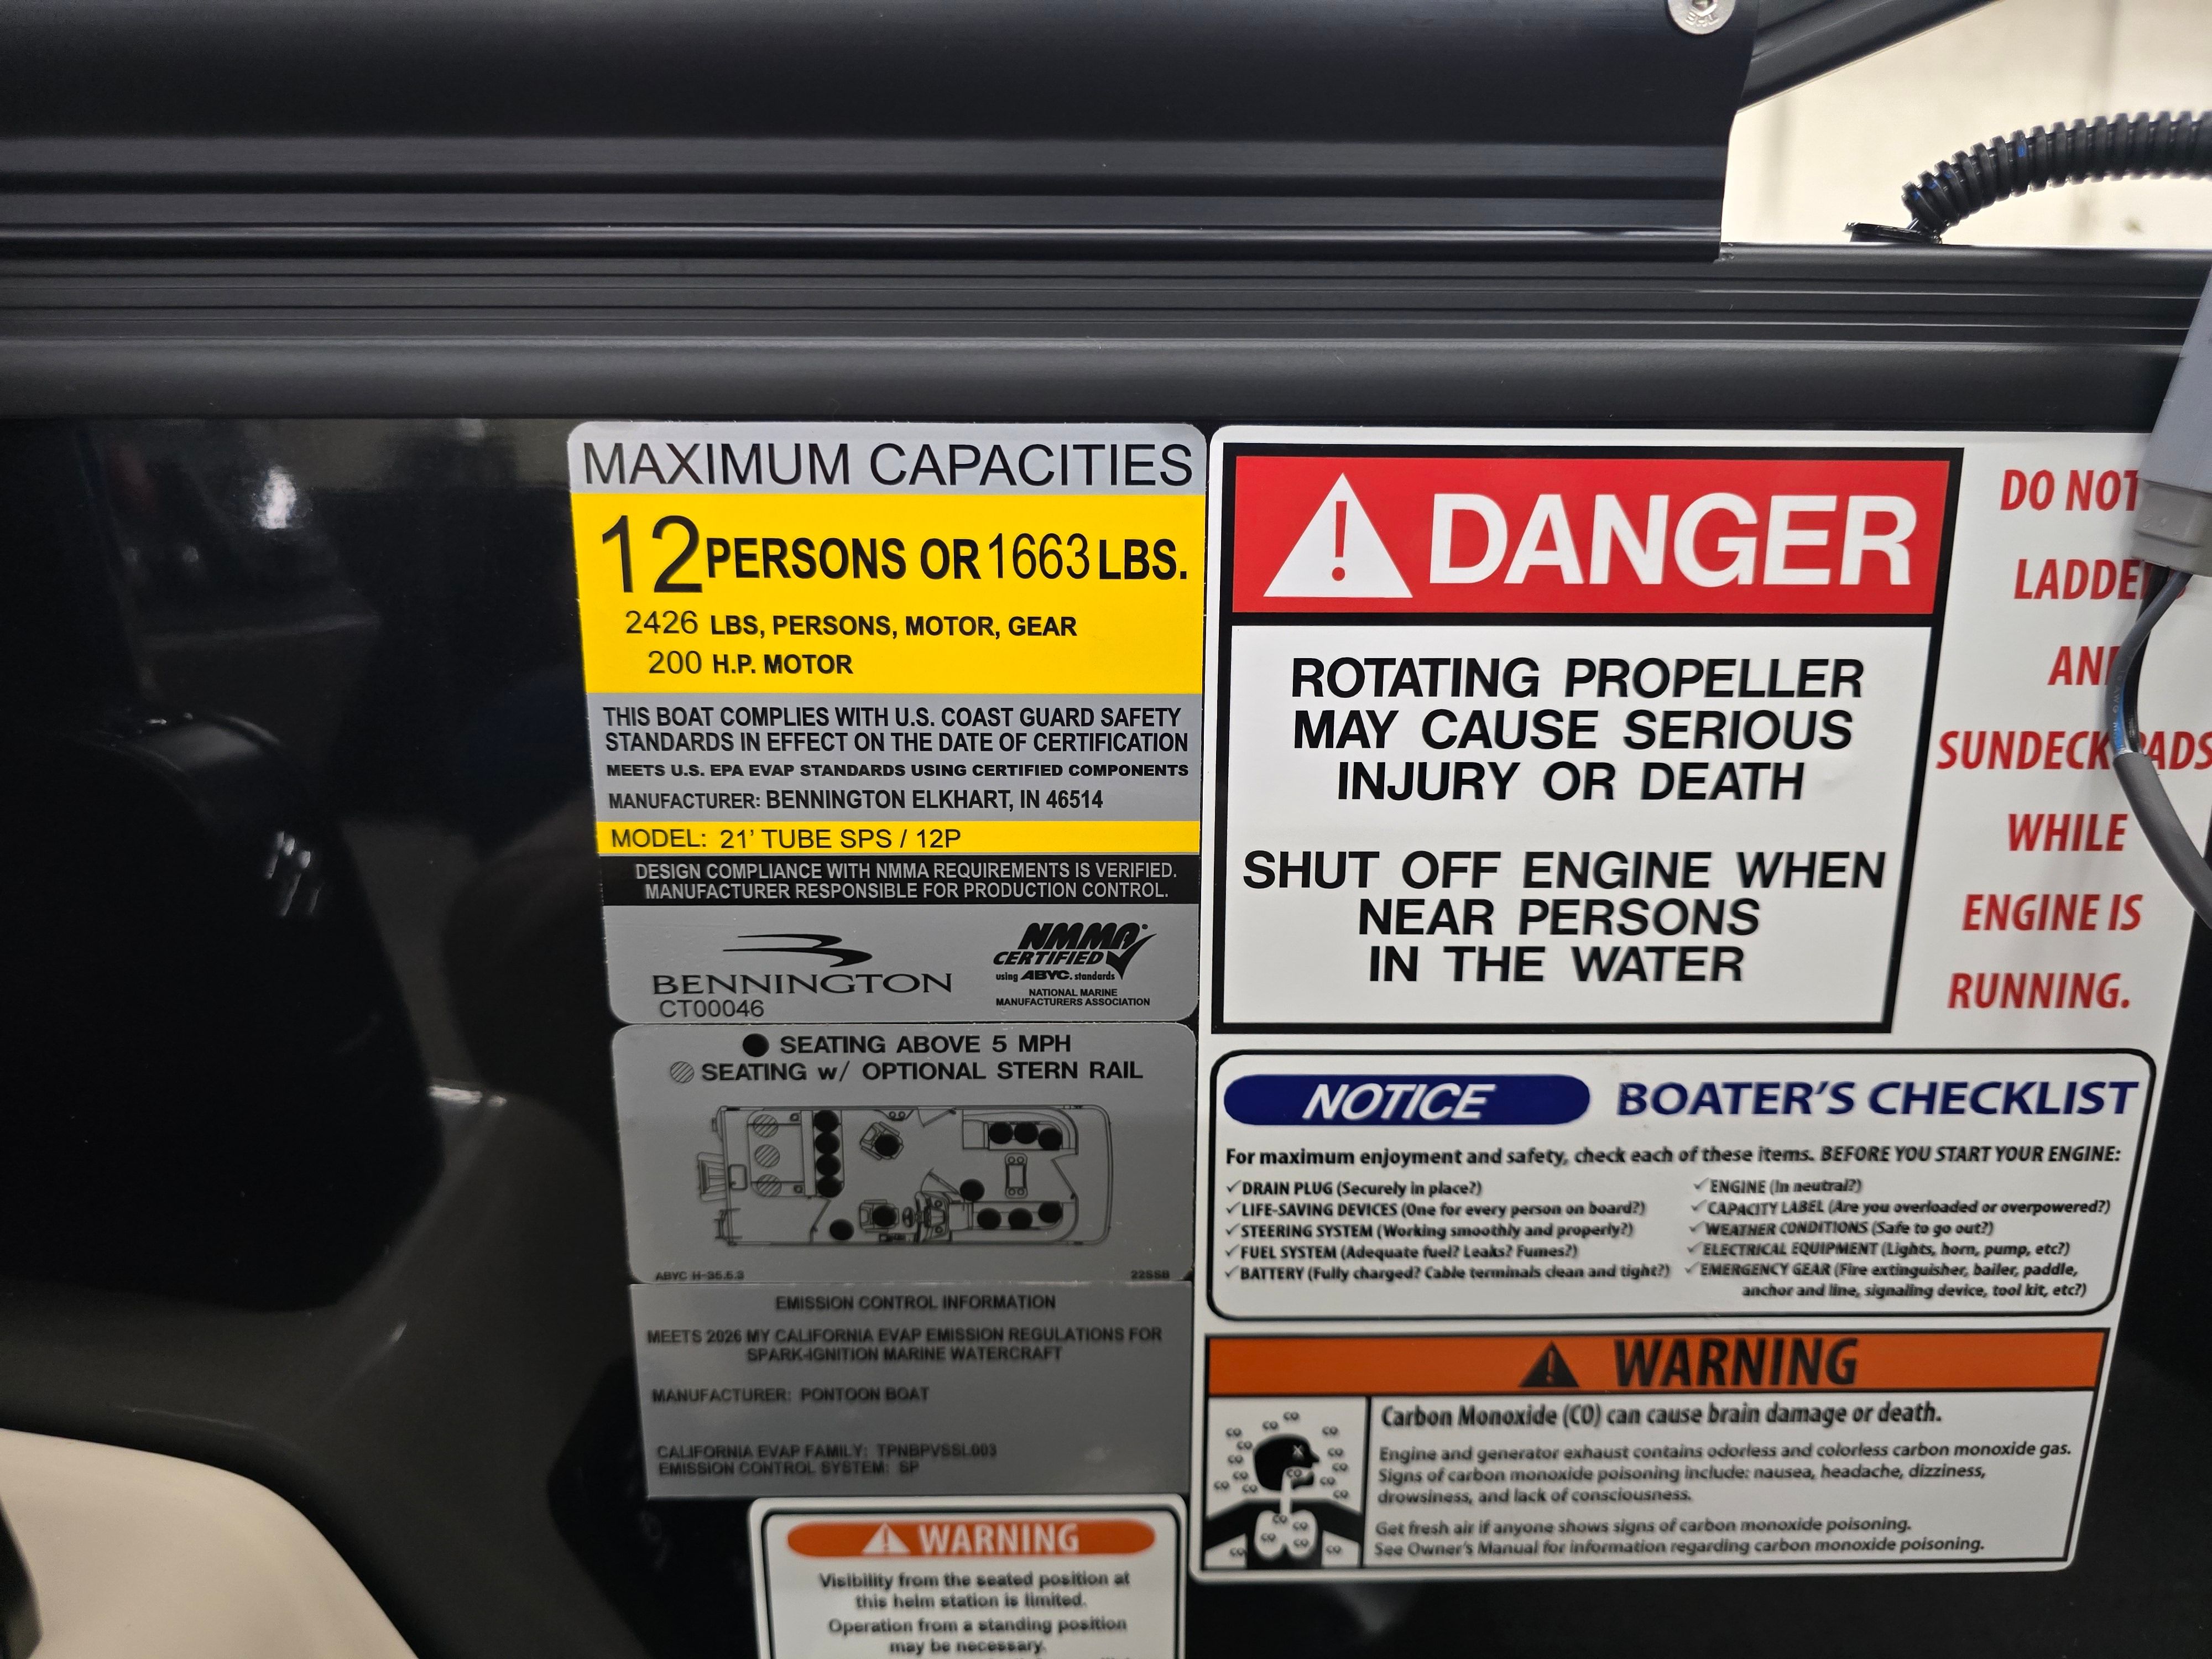 MAXIMUM CAPACITIES
12 PERSONS OR 1663 LBS.
2426 LBS, PERSONS, MOTOR, GEAR
200 H.P. MOTOR
THIS BOAT COMPLIES WITH U.S. COAST GUARD SAFETY
STANDARDS IN EFFECT ON THE DATE OF CERTIFICATION
MEETS U.S. EPA EVAP STANDARDS USING CERTIFIED COMPONENTS
MANUFACTURER: BENNINGTON ELKHART, IN 46514
MODEL: 21' TUBE SPS / 12P
DESIGN COMPLIANCE WITH NMMA REQUIREMENTS IS VERIFIED.
MANUFACTURER RESPONSIBLE FOR PRODUCTION CONTROL.
BENNINGTON
CT00046
NMMA
CERTIFIED
using ABYC. standards
NATIONAL MARINE
MANUFACTURERS ASSOCIATION
SEATING ABOVE 5 MPH
SEATING w/ OPTIONAL STERN RAIL
ABYC H-35.5.3 22SSB
EMISSION CONTROL INFORMATION
MEETS 2026 MY CALIFORNIA EVAP EMISSION REGULATIONS FOR
SPARK-IGNITION MARINE WATERCRAFT
MANUFACTURER: PONTOON BOAT
CALIFORNIA EVAP FAMILY: TPNBPVSSL003
EMISSION CONTROL SYSTEM: SP
WARNING
Visibility from the seated position at
this helm station is limited.
Operation from a standing position
may be necessary.
DANGER
ROTATING PROPELLER
MAY CAUSE SERIOUS
INJURY OR DEATH
SHUT OFF ENGINE WHEN
NEAR PERSONS
IN THE WATER
DO NOT
LADDE
AN
SUNDECK PADS
WHILE
ENGINE IS
RUNNING.
NOTICE BOATER'S CHECKLIST
For maximum enjoyment and safety, check each of these items. BEFORE YOU START YOUR ENGINE:
✓DRAIN PLUG (Securely in place?)
✓LIFE-SAVING DEVICES (One for every person on board?)
✓STEERING SYSTEM (Working smoothly and properly?)
✓FUEL SYSTEM (Adequate fuel? Leaks? Fumes?)
✓BATTERY (Fully charged? Cable terminals clean and tight?)
✓ENGINE (In neutral?)
✓CAPACITY LABEL (Are you overloaded or overpowered?)
✓WEATHER CONDITIONS (Safe to go out?)
✓ELECTRICAL EQUIPMENT (Lights, horn, pump, etc?)
✓EMERGENCY GEAR (Fire extinguisher, bailer, paddle,
anchor and line, signaling device, tool kit, etc?)
WARNING
Carbon Monoxide (CO) can cause brain damage or death.
Engine and generator exhaust contains odorless and colorless carbon monoxide gas.
Signs of carbon monoxide poisoning include: nausea, headache, dizziness,
drowsiness, and lack of consciousness.
Get fresh air if anyone shows signs of carbon monoxide poisoning.
See Owner's Manual for information regarding carbon monoxide poisoning.